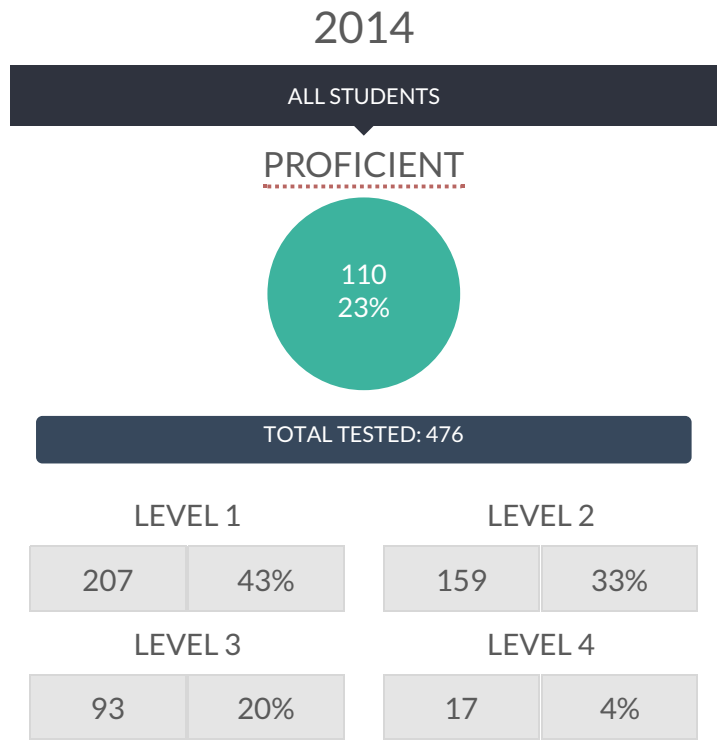 2014
ALL STUDENTS
PROFICIENT
110
23%
TOTAL TESTED: 476
LEVEL 1 LEVEL 2
207 43% 159 33%
LEVEL 3 LEVEL 4
93 20% 17 4%